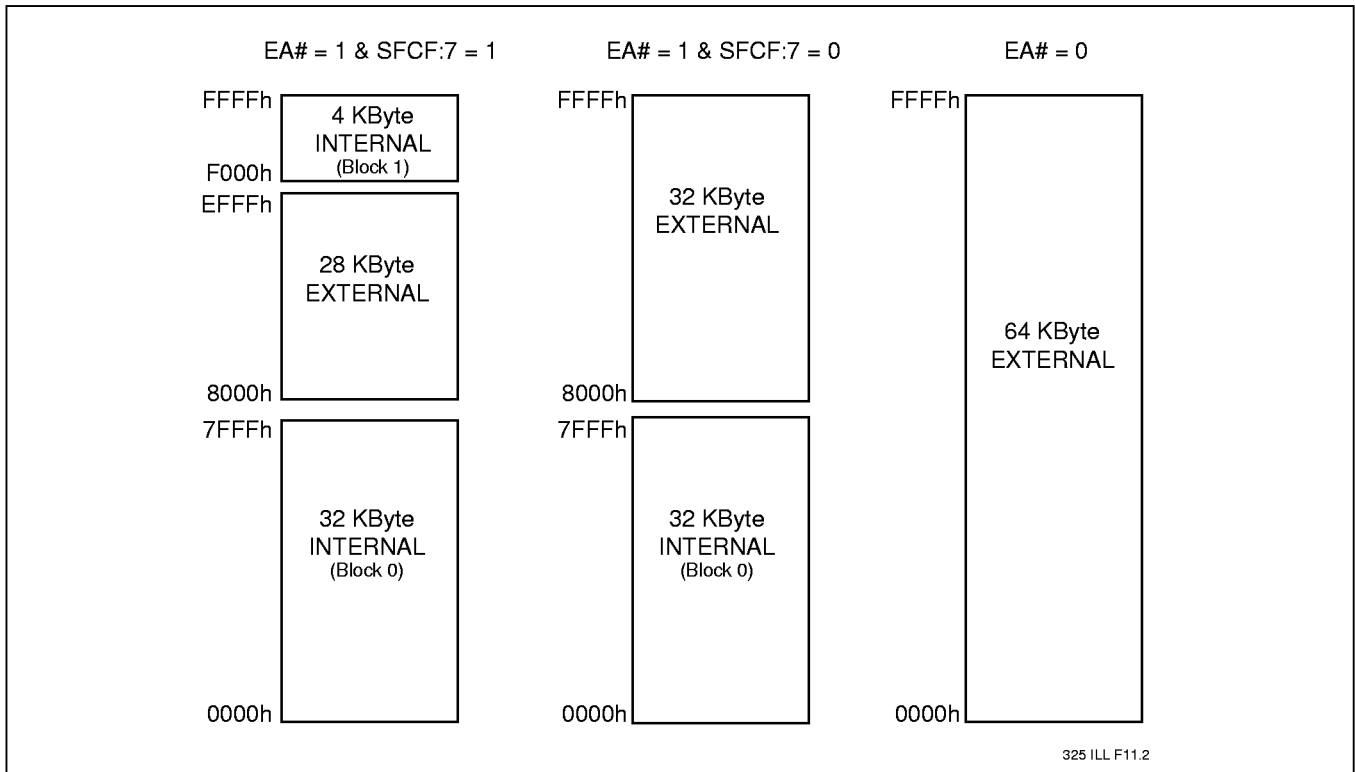 EA# = 1 & SFCF:7 = 1
FFFFh
4 KByte
INTERNAL
(Block 1)
F000h
EFFFh
28 KByte
EXTERNAL
8000h
7FFFh
32 KByte
INTERNAL
(Block 0)
0000h
EA# = 1 & SFCF:7 = 0
FFFFh
32 KByte
EXTERNAL
8000h
7FFFh
32 KByte
INTERNAL
(Block 0)
0000h
EA# = 0
FFFFh
64 KByte
EXTERNAL
0000h
325 ILL F11.2